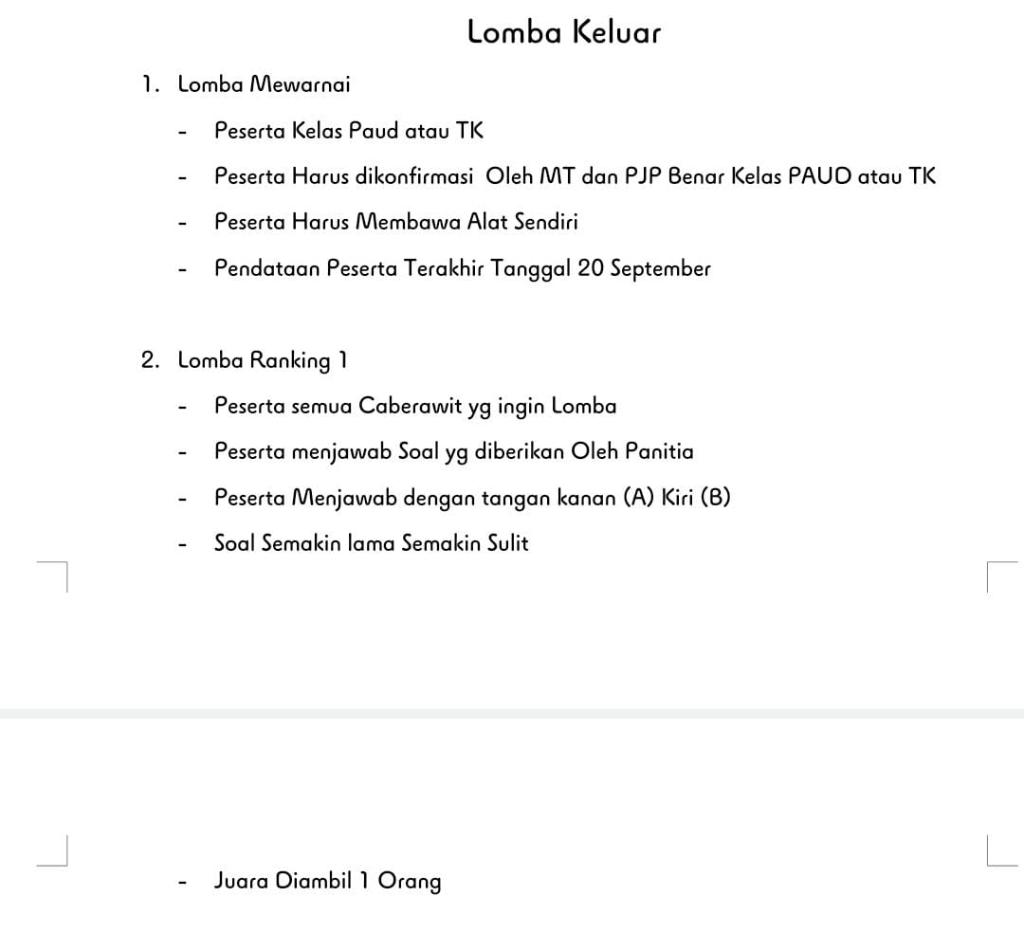 Lomba Keluar
1. Lomba Mewarnai
- Peserta Kelas Paud atau TK
- Peserta Harus dikonfirmasi Oleh MT dan PJP Benar Kelas PAUD atau TK
- Peserta Harus Membawa Alat Sendiri
- Pendataan Peserta Terakhir Tanggal 20 September
2. Lomba Ranking 1
- Peserta semua Caberawit yg ingin Lomba
- Peserta menjawab Soal yg diberikan Oleh Panitia
- Peserta Menjawab dengan tangan kanan (A) Kiri (B)
- Soal Semakin lama Semakin Sulit
- Juara Diambil 1 Orang